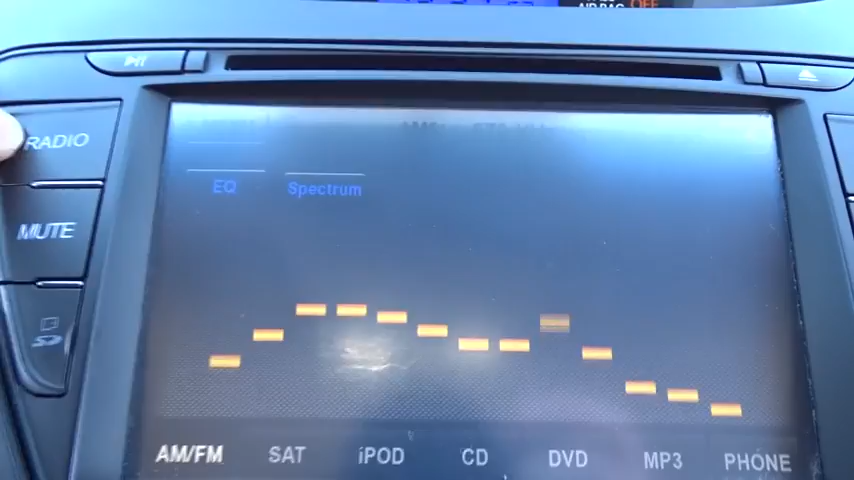 AIRBAG OFF
RADIO
EQ Spectrum
MUTE
SD
AM/FM SAT iPOD CD DVD MP3 PHONE